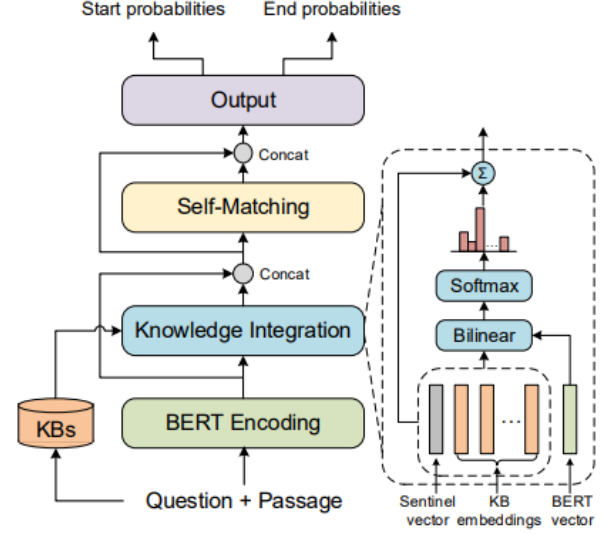 Start probabilities
End probabilities
Output
Concat
Self-Matching
Concat
Knowledge Integration
KBs
BERT Encoding
Question + Passage
Σ
Softmax
Bilinear
...
...
Sentinel
vector
KB
embeddings
BERT
vector